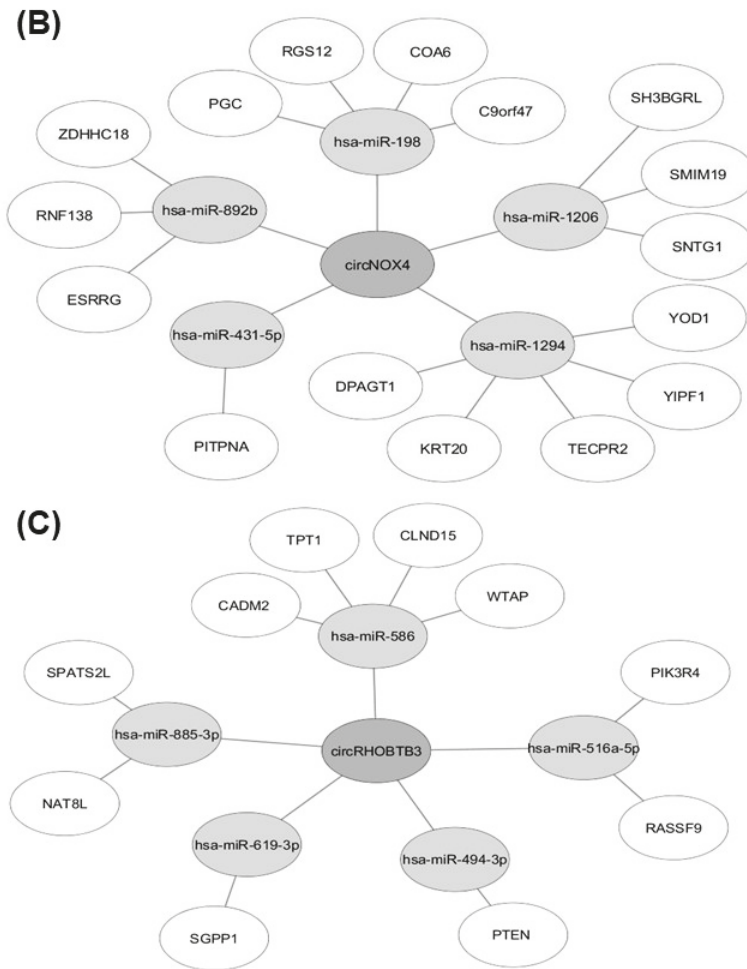 (B)
RGS12
COA6
PGC
C9orf47
SH3BGRL
ZDHHC18
hsa-miR-198
SMIM19
RNF138
hsa-miR-892b
hsa-miR-1206
SNTG1
circNOX4
ESRRG
YOD1
hsa-miR-431-5p
hsa-miR-1294
DPAGT1
YIPF1
PITPNA
KRT20
TECPR2
(C)
TPT1
CLND15
CADM2
WTAP
hsa-miR-586
SPATS2L
PIK3R4
hsa-miR-885-3p
circRHOBTB3
hsa-miR-516a-5p
NAT8L
RASSF9
hsa-miR-619-3p
hsa-miR-494-3p
SGPP1
PTEN